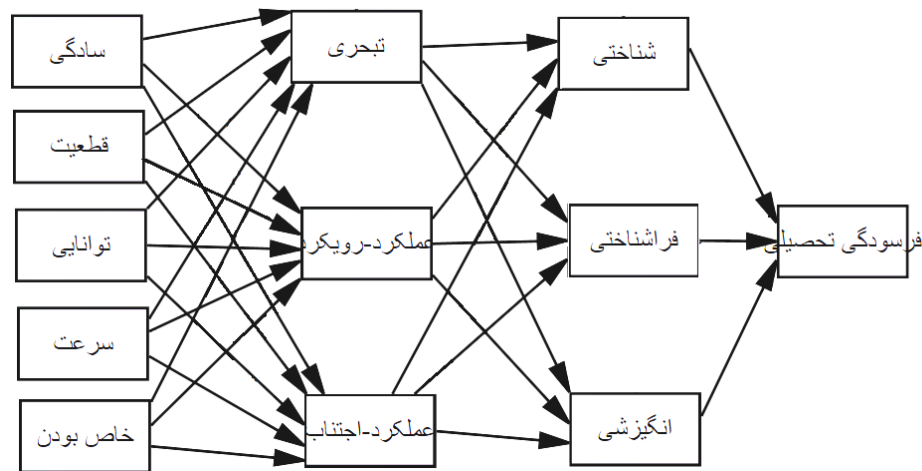 سادگی
قطعیت
توانایی
سرعت
خاص بودن
تبحری
عملکرد-رویکرد
عملکرد-اجتناب
شناختی
فراشناختی
انگیزشی
فرسودگی تحصیلی